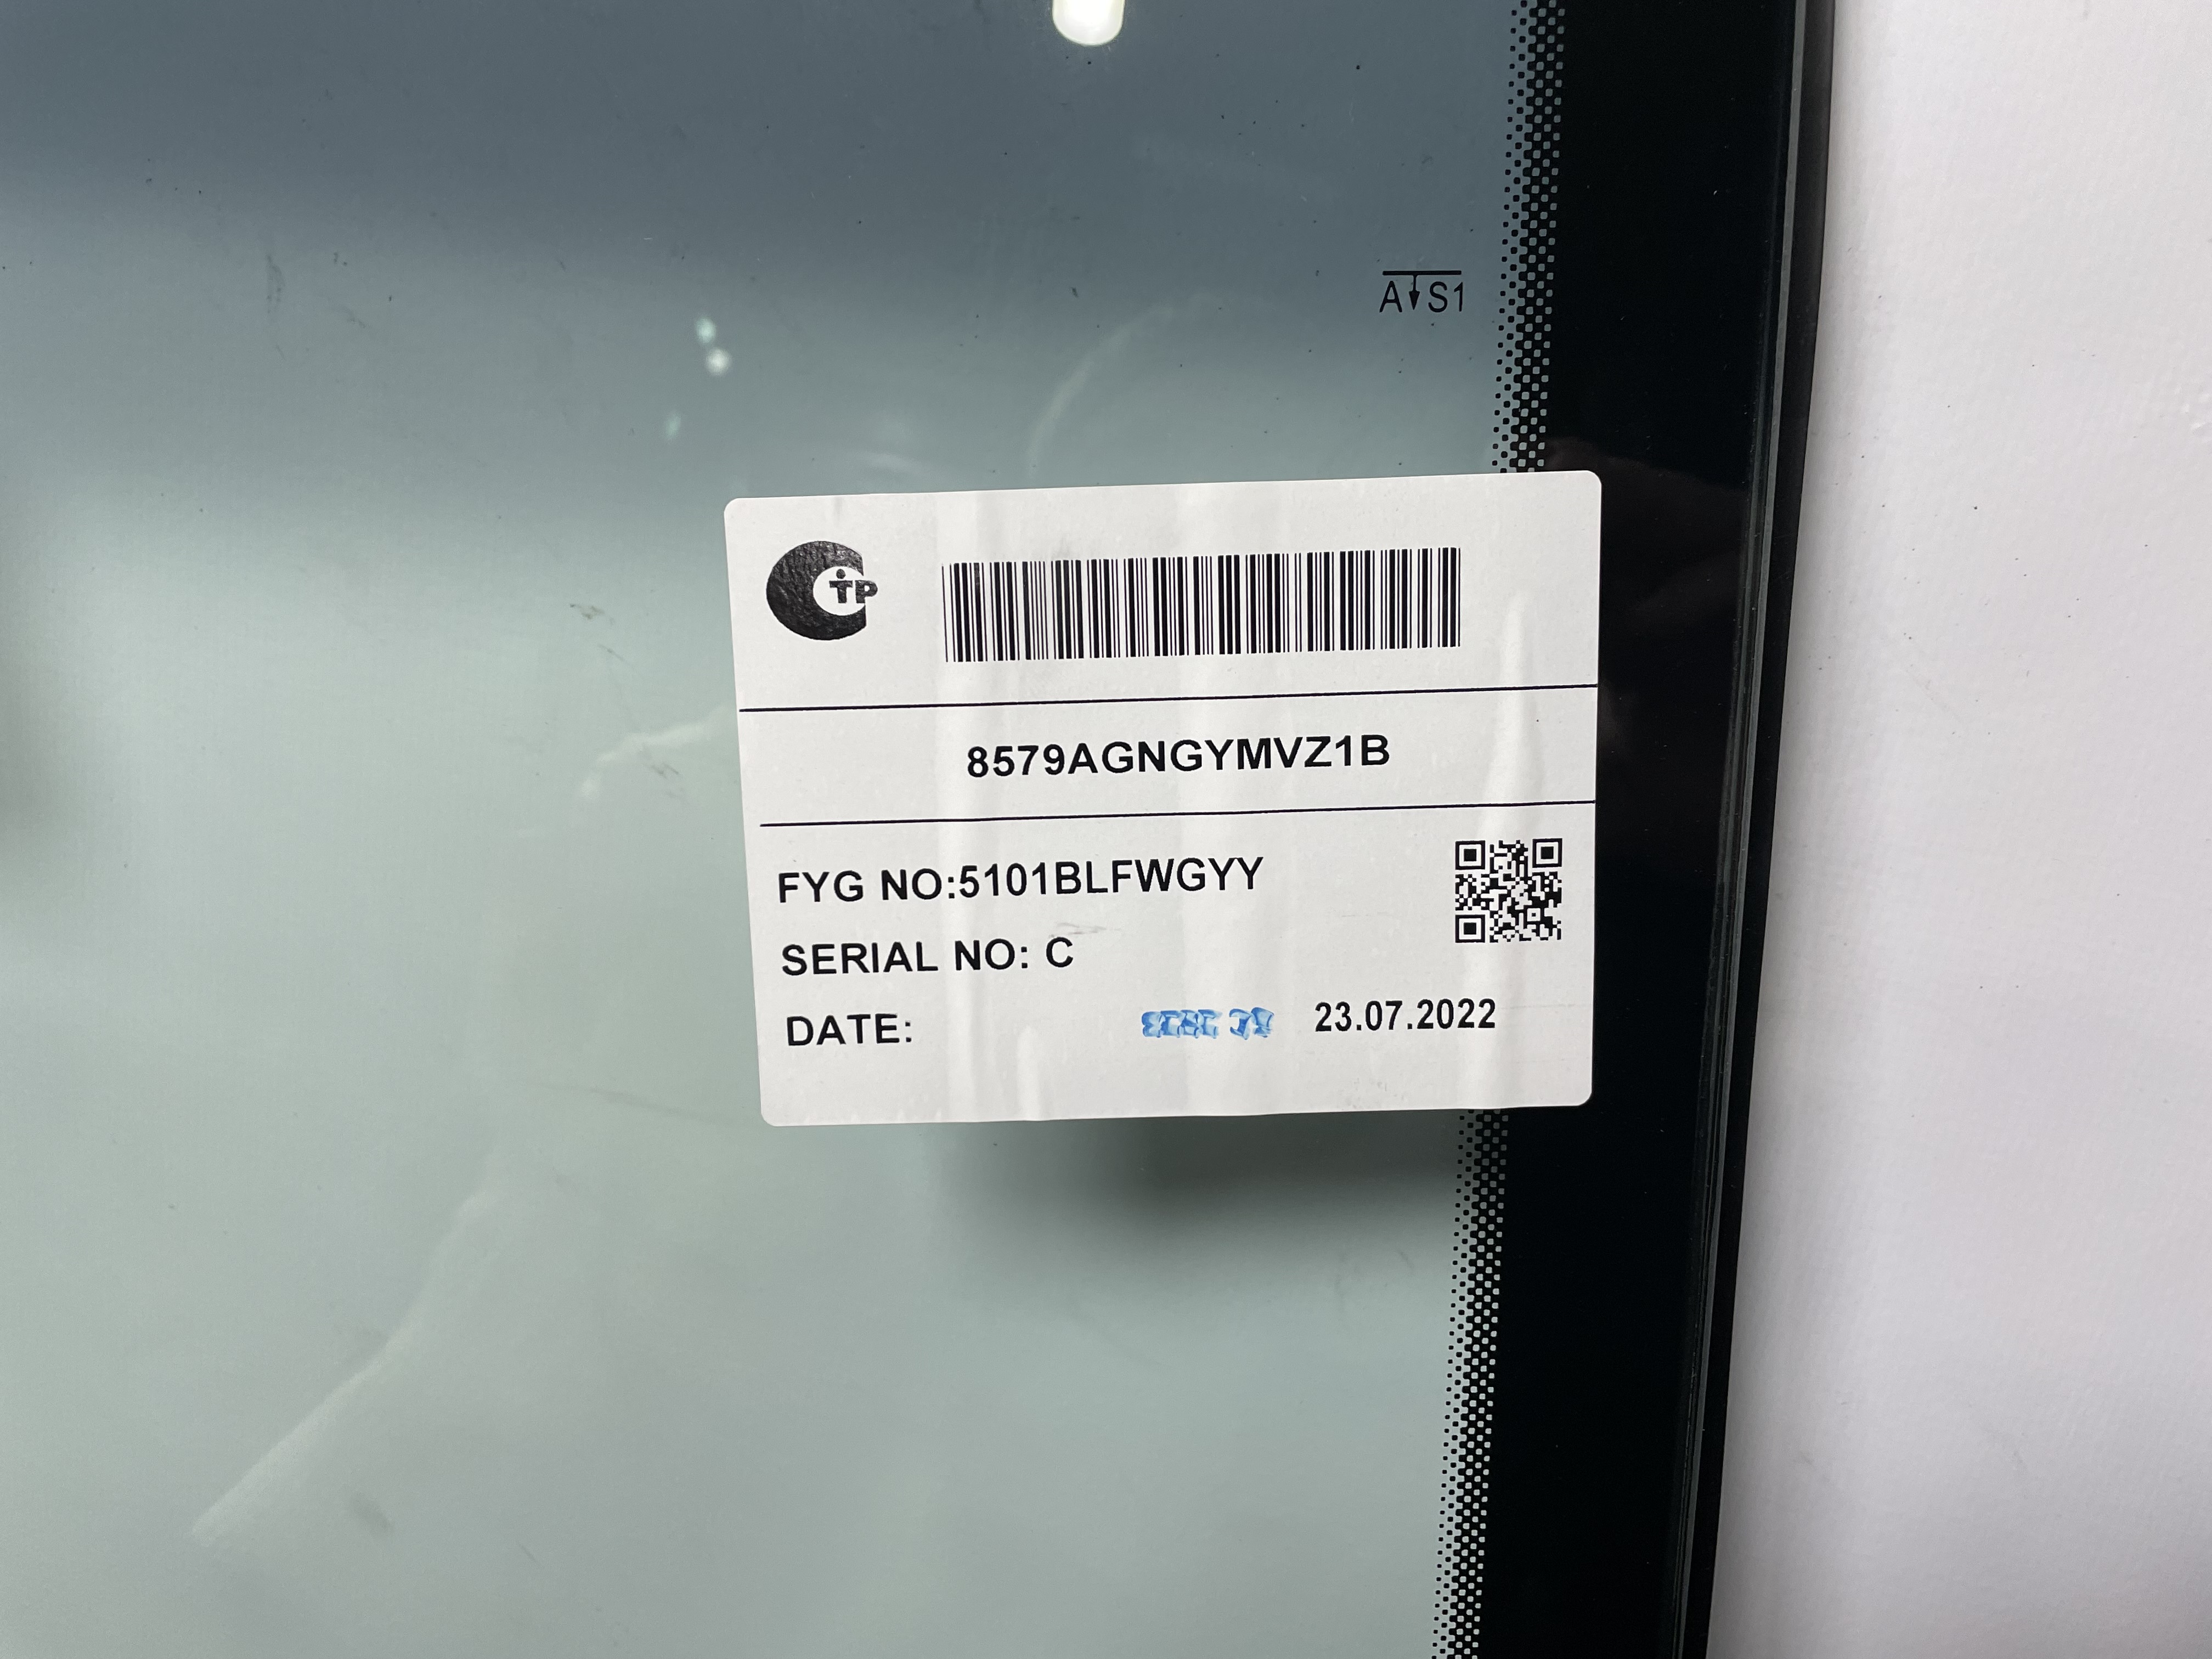 A S1
TP
8579AGNGYMVZ1B
FYG NO:5101BLFWGYY
SERIAL NO: C
DATE: 23.07.2022